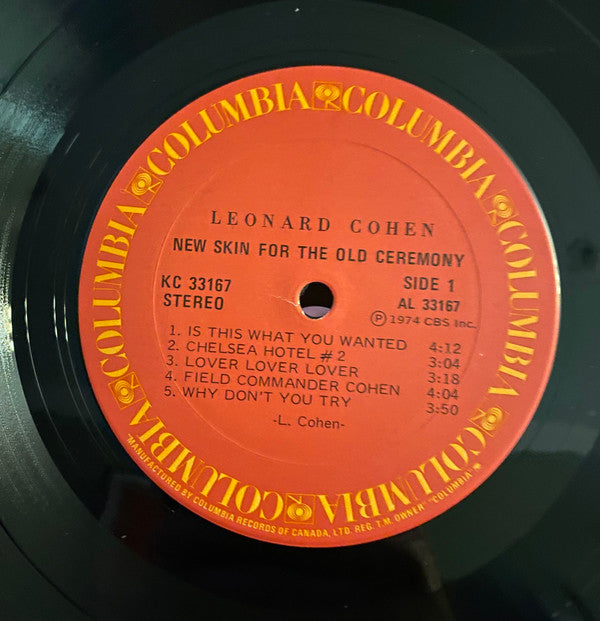 COLUMBIA COLUMBIA COLUMBIA COLUMBIA COLUMBIA COLUMBIA
LEONARD COHEN
NEW SKIN FOR THE OLD CEREMONY
KC 33167 SIDE 1
STEREO AL 33167
Ⓟ 1974 CBS Inc.
1. IS THIS WHAT YOU WANTED 4:12
2. CHELSEA HOTEL #2 3:04
3. LOVER LOVER LOVER 3:18
4. FIELD COMMANDER COHEN 4:04
5. WHY DON'T YOU TRY 3:50
-L. Cohen-
"MANUFACTURED BY COLUMBIA RECORDS OF CANADA, LTD. REG. T.M. OWNER "COLUMBIA"